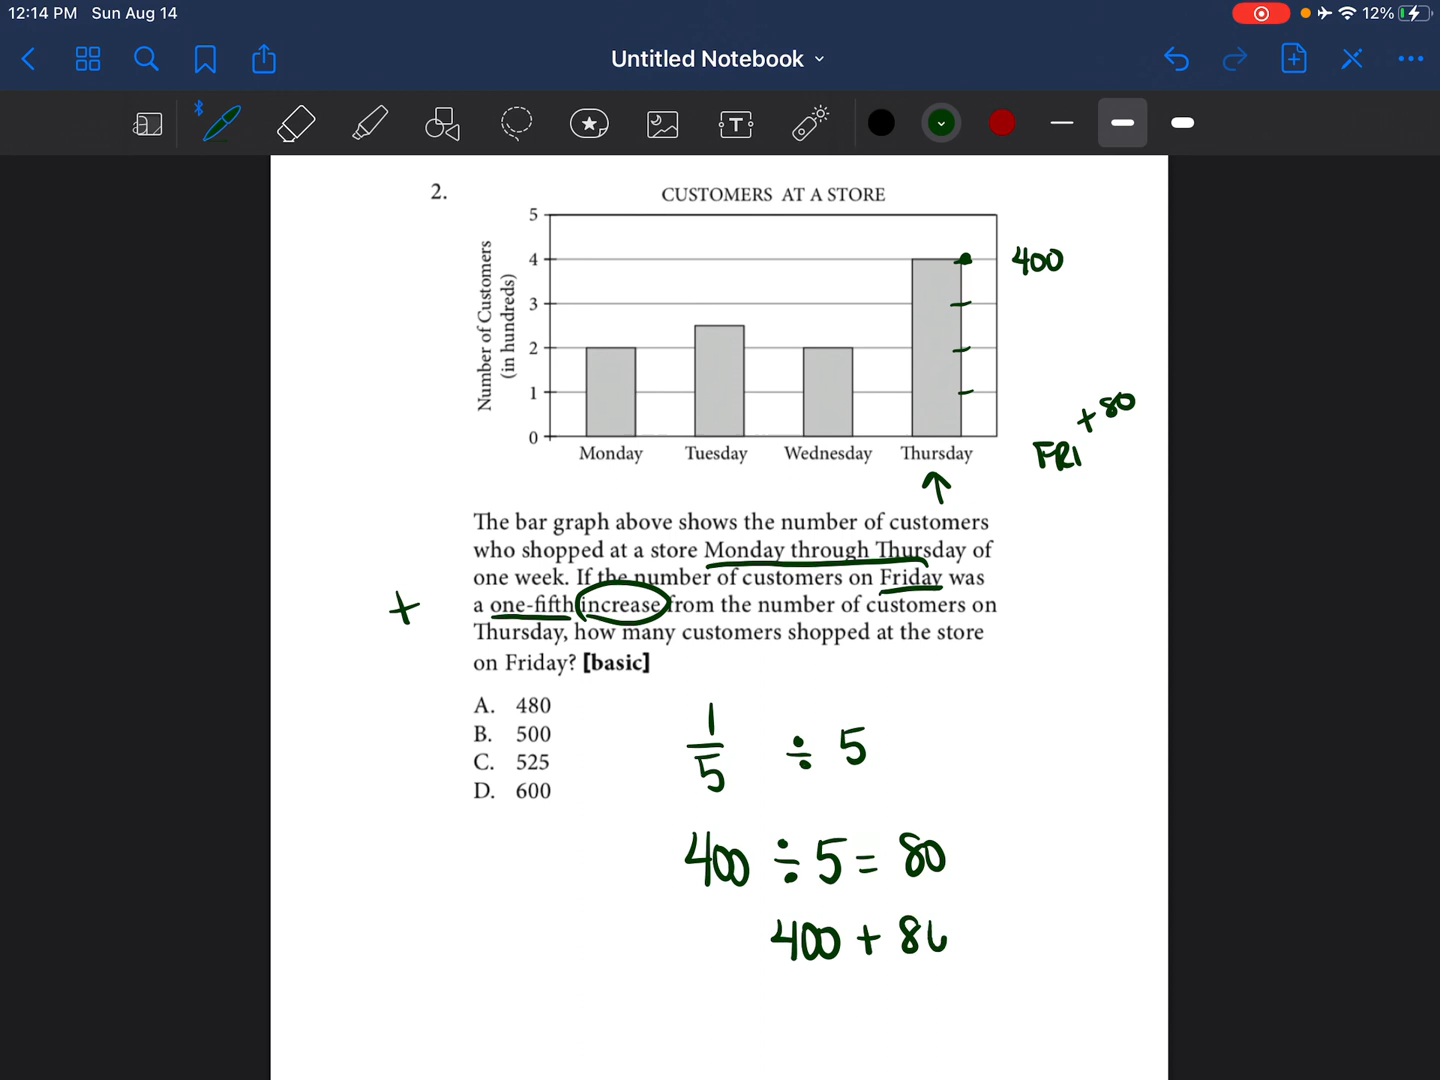 12:14 PM Sun Aug 14
12%
Untitled Notebook
T
2.
CUSTOMERS AT A STORE
Number of Customers
(in hundreds)
5
4
3
2
1
0
400
+80
FRI
Monday Tuesday Wednesday Thursday
The bar graph above shows the number of customers
who shopped at a store Monday through Thursday of
one week. If the number of customers on Friday was
+ a one-fifth increase from the number of customers on
Thursday, how many customers shopped at the store
on Friday? [basic]
A. 480
B. 500
C. 525
D. 600
1/5 ÷ 5
400 ÷ 5 = 80
400 + 8